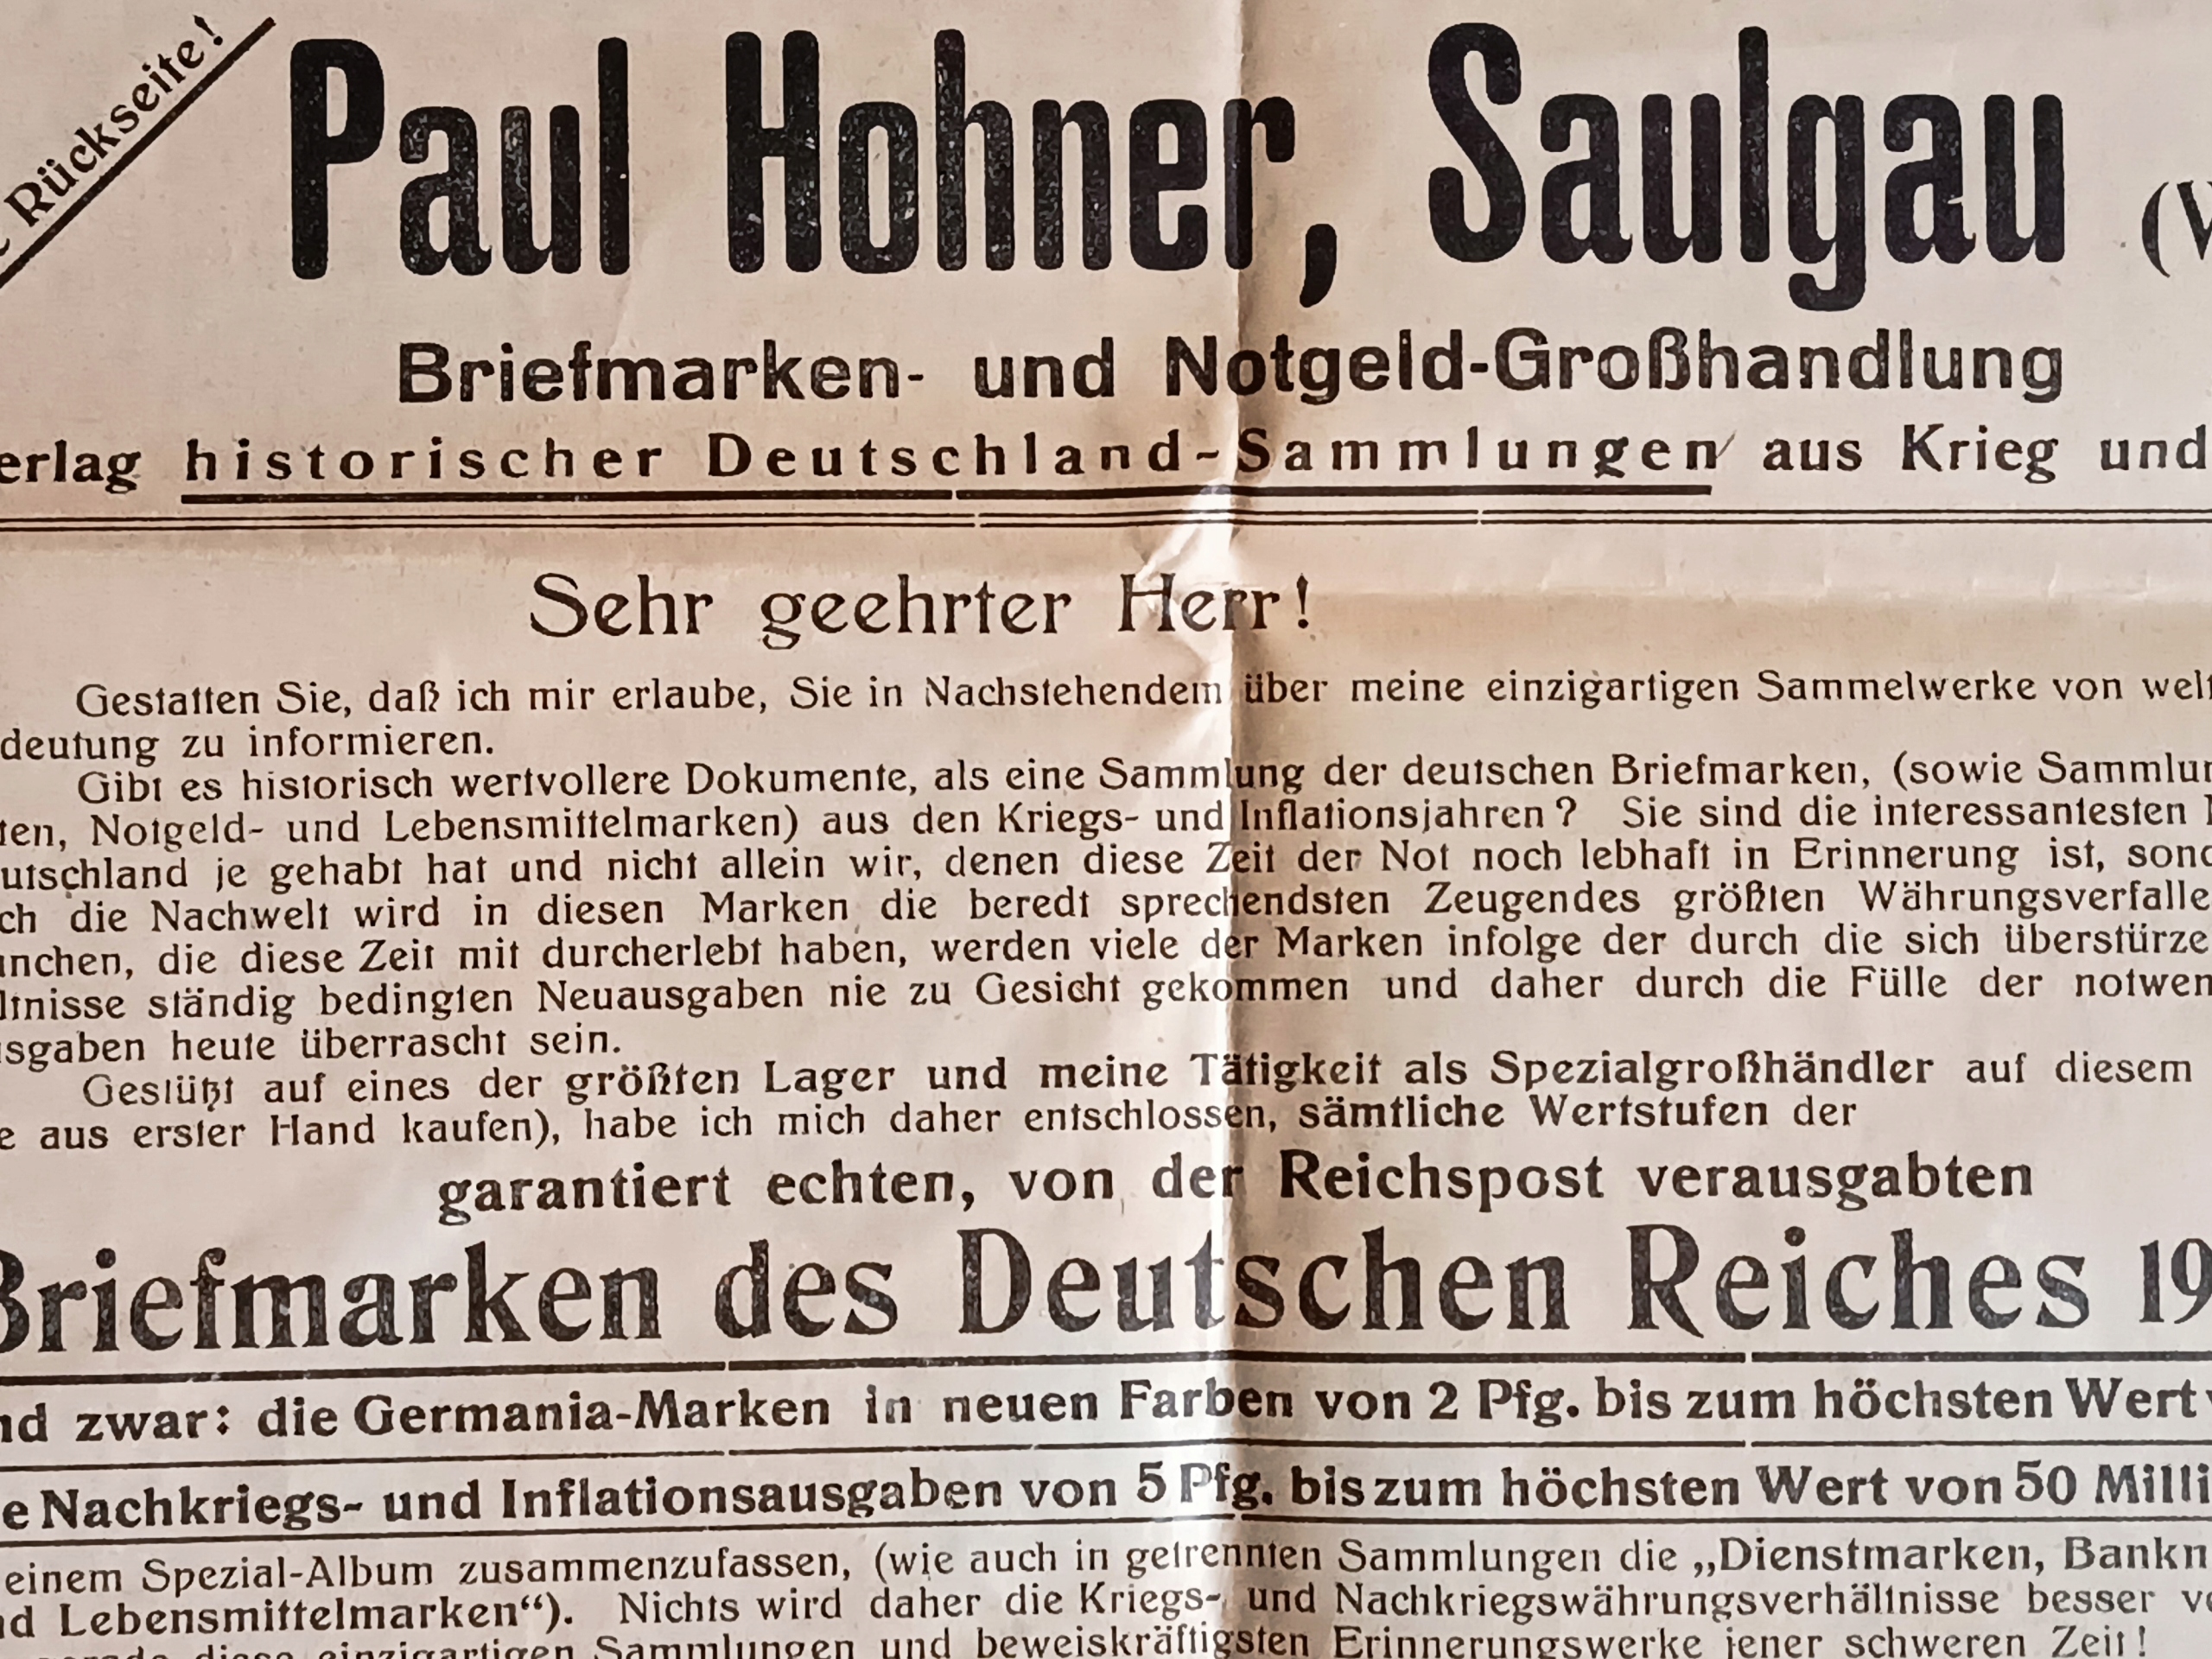 Rückseite!
Paul Hohner, Saulgau (
Briefmarken- und Notgeld-Großhandlung
erlag historischer Deutschland-Sammlungen aus Krieg und
Sehr geehrter Herr!
Gestatten Sie, daß ich mir erlaube, Sie in Nachstehendem über meine einzigartigen Sammelwerke von welt
deutung zu informieren.
Gibt es historisch wertvollere Dokumente, als eine Sammlung der deutschen Briefmarken, (sowie Sammlun
ten, Notgeld- und Lebensmittelmarken) aus den Kriegs- und Inflationsjahren? Sie sind die interessantesten
utschland je gehabt hat und nicht allein wir, denen diese Zeit der Not noch lebhaft in Erinnerung ist, sond
ch die Nachwelt wird in diesen Marken die beredt sprechendsten Zeugendes größten Währungsverfalle
nchen, die diese Zeit mit durcherlebt haben, werden viele der Marken infolge der durch die sich überstürze
ltnisse ständig bedingten Neuausgaben nie zu Gesicht gekommen und daher durch die Fülle der notwen
sgaben heute überrascht sein.
Gestützt auf eines der größten Lager und meine Tätigkeit als Spezialgroßhändler auf diesem
e aus erster Hand kaufen), habe ich mich daher entschlossen, sämtliche Wertstufen der
garantiert echten, von der Reichspost verausgabten
Briefmarken des Deutschen Reiches 19
nd zwar: die Germania-Marken in neuen Farben von 2 Pfg. bis zum höchsten Wert
e Nachkriegs- und Inflationsausgaben von 5 Pfg. bis zum höchsten Wert von 50 Milli
einem Spezial-Album zusammenzufassen, (wie auch in getrennten Sammlungen die „Dienstmarken, Bankn
nd Lebensmittelmarken“). Nichts wird daher die Kriegs- und Nachkriegswährungsverhältnisse besser ve
diese einzigartigen Sammlungen und beweiskräftigsten Erinnerungswerke jener schweren Zeit!